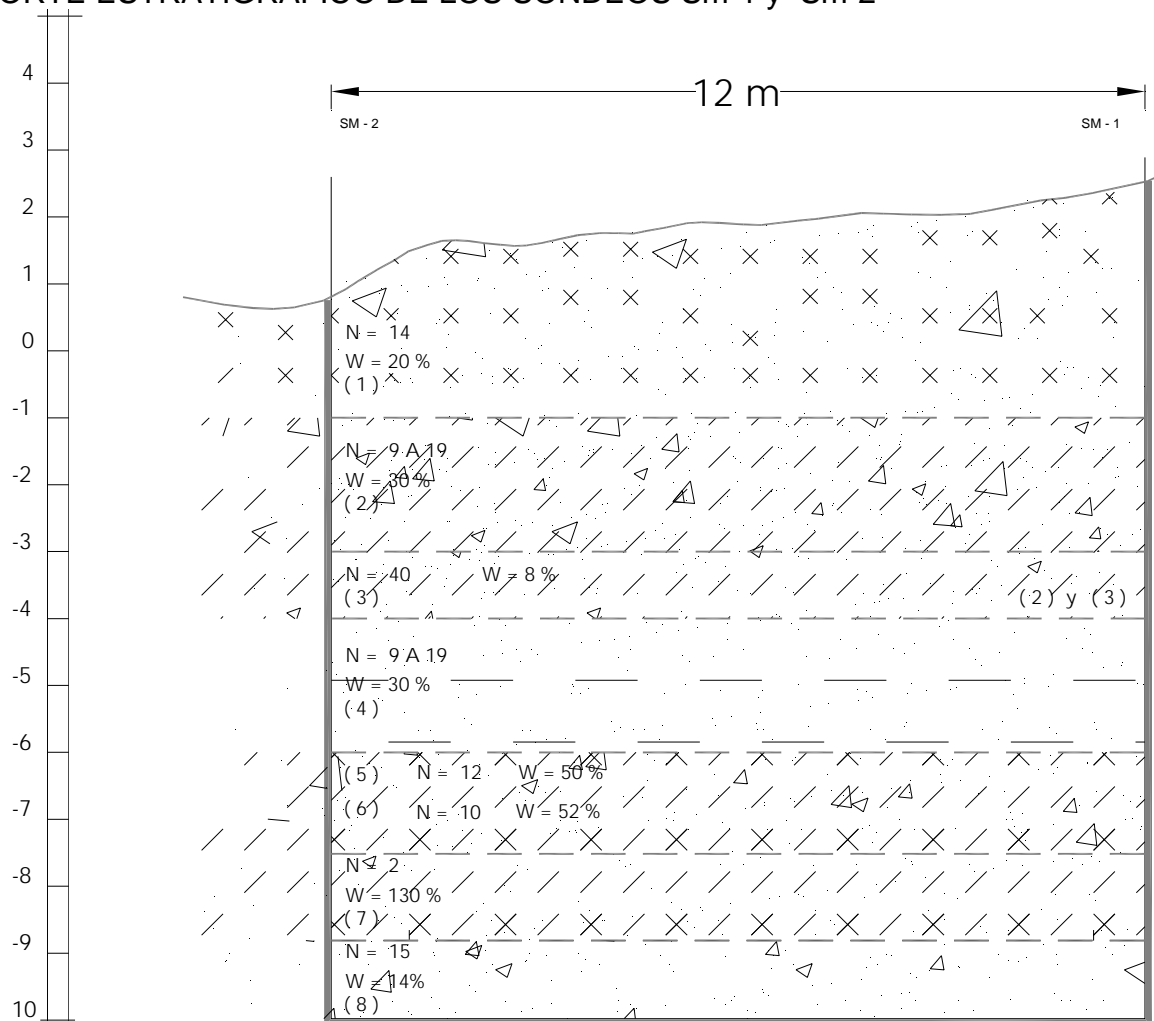 ESTRATIGRAFICO DE LOS SONDEOS SM-1 y SM-2
4
12 m
SM - 2
SM - 1
3
2
1
0
N = 14
W = 20 %
( 1 )
-1
N = 9 A 19
W = 30 %
( 2 )
-2
-3
N = 40 W = 8 %
( 3 )
( 2 ) y ( 3 )
-4
N = 9 A 19
W = 30 %
( 4 )
-5
-6
( 5 ) N = 12 W = 50 %
( 6 ) N = 10 W = 52 %
-7
N = 2
W = 130 %
( 7 )
-8
-9
N = 15
W = 14%
( 8 )
10